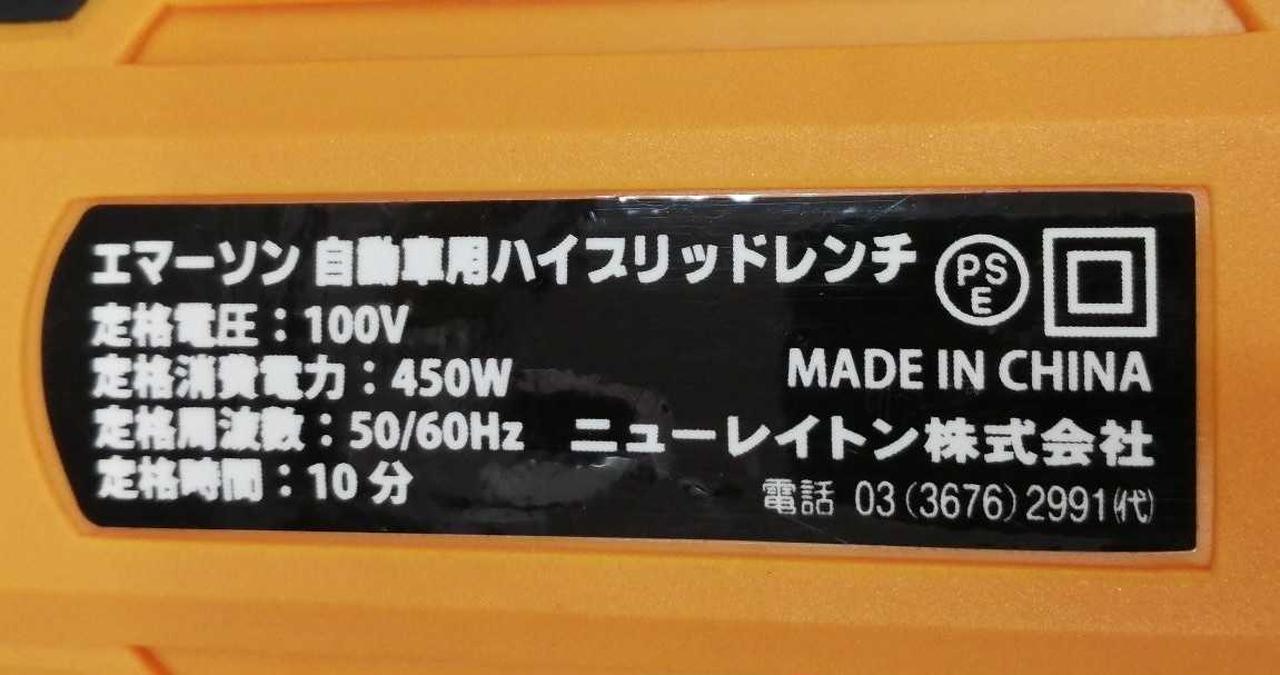 エマーソン 自動車用ハイブリッドレンチ
PSE
定格電圧：100V
定格消費電力：450W
MADE IN CHINA
定格周波数：50/60Hz
ニューレイトン株式会社
定格時間：10分
電話 03(3676)2991(代)